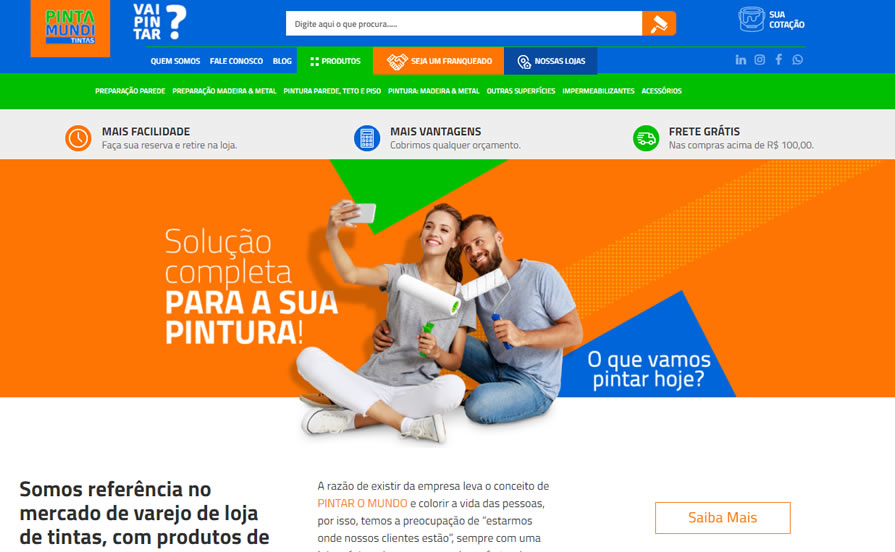 PINTA
MUNDI
TINTAS
VAI
PIN
TAR
?
Digite aqui o que procura.....
SUA
COTAÇÃO
QUEM SOMOS FALE CONOSCO BLOG PRODUTOS SEJA UM FRANQUEADO NOSSAS LOJAS
PREPARAÇÃO PAREDE PREPARAÇÃO MADEIRA & METAL PINTURA PAREDE, TETO E PISO PINTURA: MADEIRA & METAL OUTRAS SUPERFÍCIES IMPERMEABILIZANTES ACESSÓRIOS
MAIS FACILIDADE
Faça sua reserva e retire na loja.
MAIS VANTAGENS
Cobrimos qualquer orçamento.
FRETE GRÁTIS
Nas compras acima de R$ 100,00.
Solução
completa
PARA A SUA
PINTURA!
O que vamos
pintar hoje?
Somos referência no
mercado de varejo de loja
de tintas, com produtos de
A razão de existir da empresa leva o conceito de
PINTAR O MUNDO e colorir a vida das pessoas,
por isso, temos a preocupação de “estarmos
onde nossos clientes estão”, sempre com uma
Saiba Mais